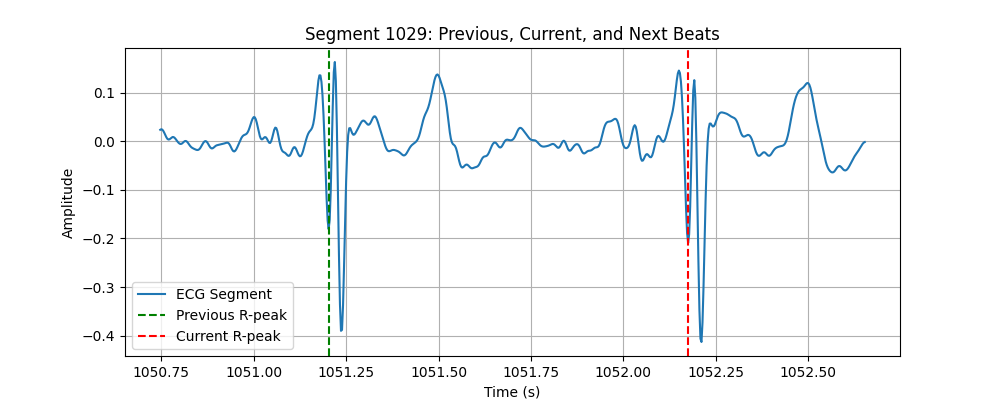 Segment 1029: Previous, Current, and Next Beats
Amplitude
0.1
0.0
−0.1
−0.2
−0.3
−0.4
ECG Segment
Previous R-peak
Current R-peak
1050.75 1051.00 1051.25 1051.50 1051.75 1052.00 1052.25 1052.50
Time (s)